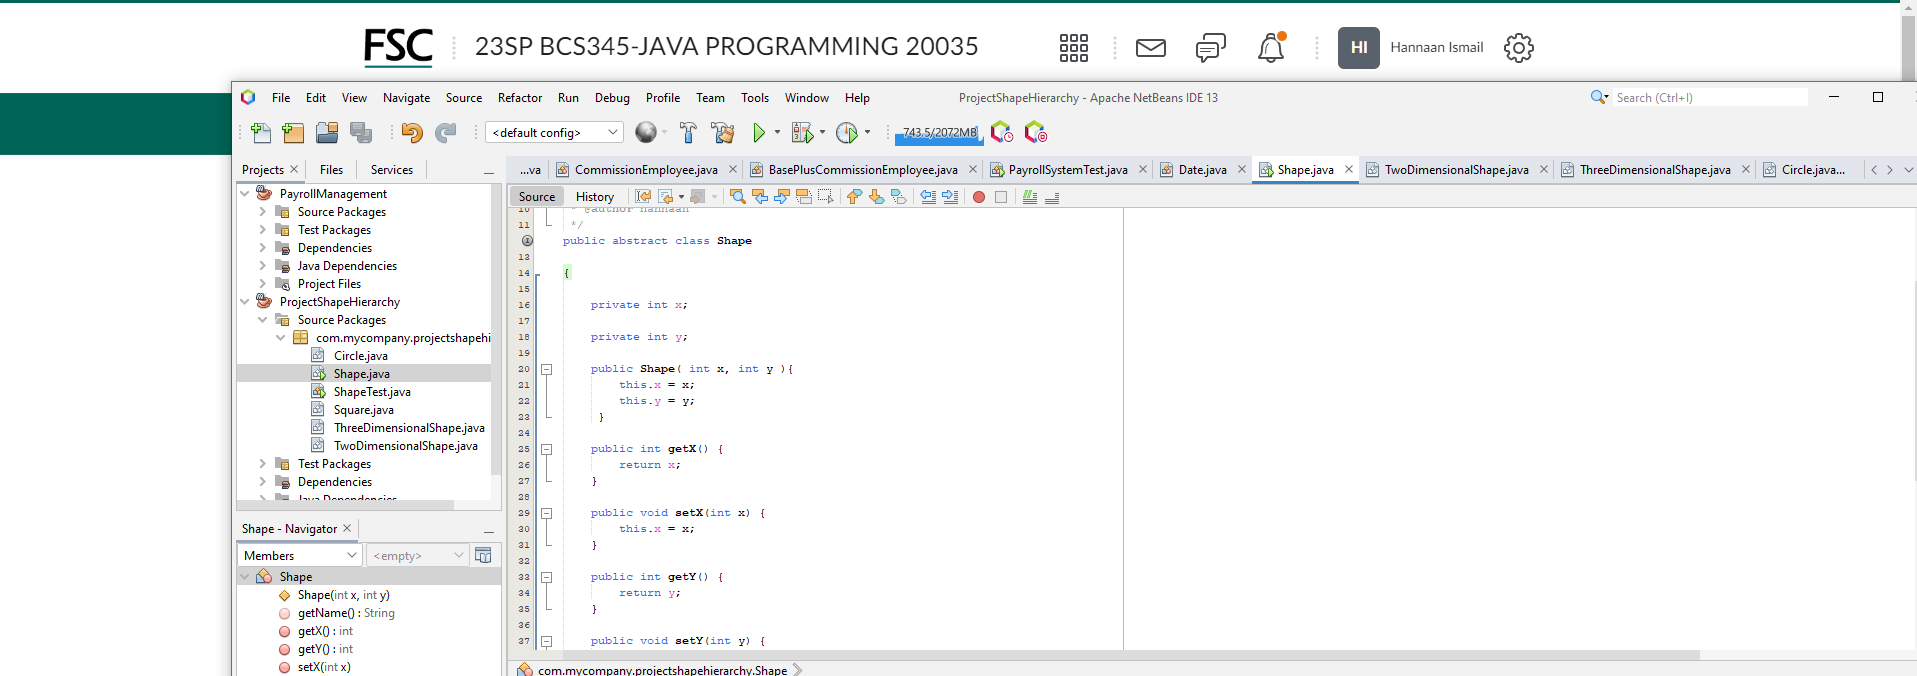 FSC 23SP BCS345-JAVA PROGRAMMING 20035 HI Hannaan Ismail
File Edit View Navigate Source Refactor Run Debug Profile Team Tools Window Help ProjectShapeHierarchy - Apache NetBeans IDE 13 Search (Ctrl+I)
<default config> 743.5/2072MB
Projects Files Services
...va CommissionEmployee.java BasePlusCommissionEmployee.java PayrollSystemTest.java Date.java Shape.java TwoDimensionalShape.java ThreeDimensionalShape.java Circle.java...
Source History
PayrollManagement
Source Packages
Test Packages
Dependencies
Java Dependencies
Project Files
ProjectShapeHierarchy
Source Packages
com.mycompany.projectshapehi
Circle.java
Shape.java
ShapeTest.java
Square.java
ThreeDimensionalShape.java
TwoDimensionalShape.java
Test Packages
Dependencies
Java Dependencies
Shape - Navigator
Members <empty>
Shape
Shape(int x, int y)
getName() : String
getX() : int
getY() : int
setX(int x)
10 * @author Hannaan
11 */
public abstract class Shape
13
14 {
15
16 private int x;
17
18 private int y;
19
20 public Shape( int x, int y ){
21 this.x = x;
22 this.y = y;
23 }
24
25 public int getX() {
26 return x;
27 }
28
29 public void setX(int x) {
30 this.x = x;
31 }
32
33 public int getY() {
34 return y;
35 }
36
37 public void setY(int y) {
com.mycompany.projectshapehierarchy.Shape